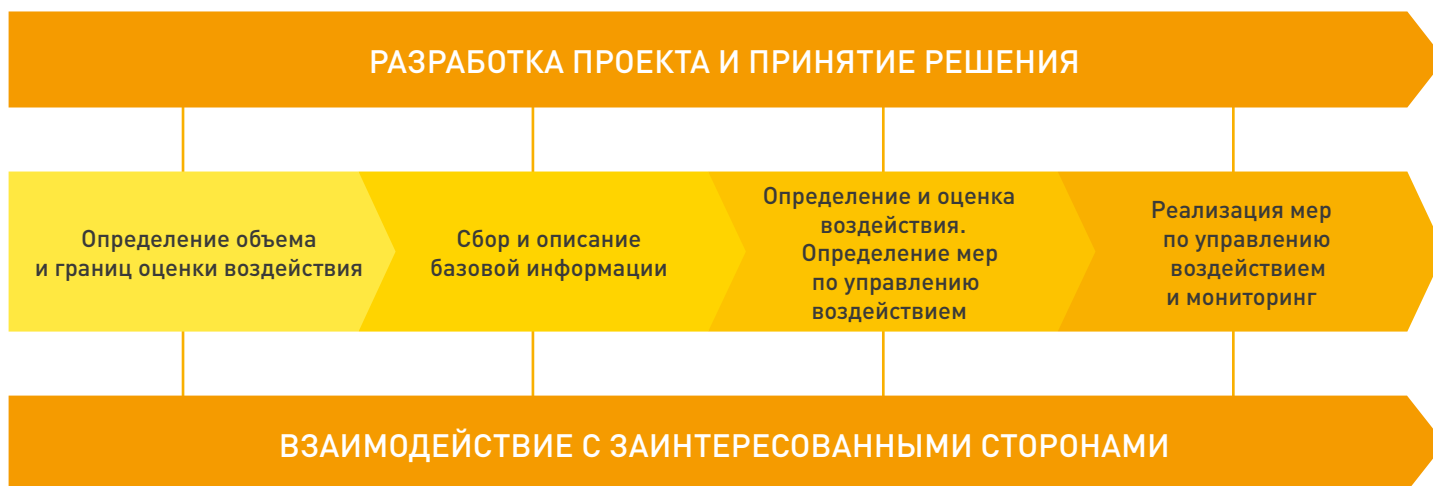 РАЗРАБОТКА ПРОЕКТА И ПРИНЯТИЕ РЕШЕНИЯ
Определение объема
и границ оценки воздействия
Сбор и описание
базовой информации
Определение и оценка
воздействия.
Определение мер
по управлению
воздействием
Реализация мер
по управлению
воздействием
и мониторинг
ВЗАИМОДЕЙСТВИЕ С ЗАИНТЕРЕСОВАННЫМИ СТОРОНАМИ